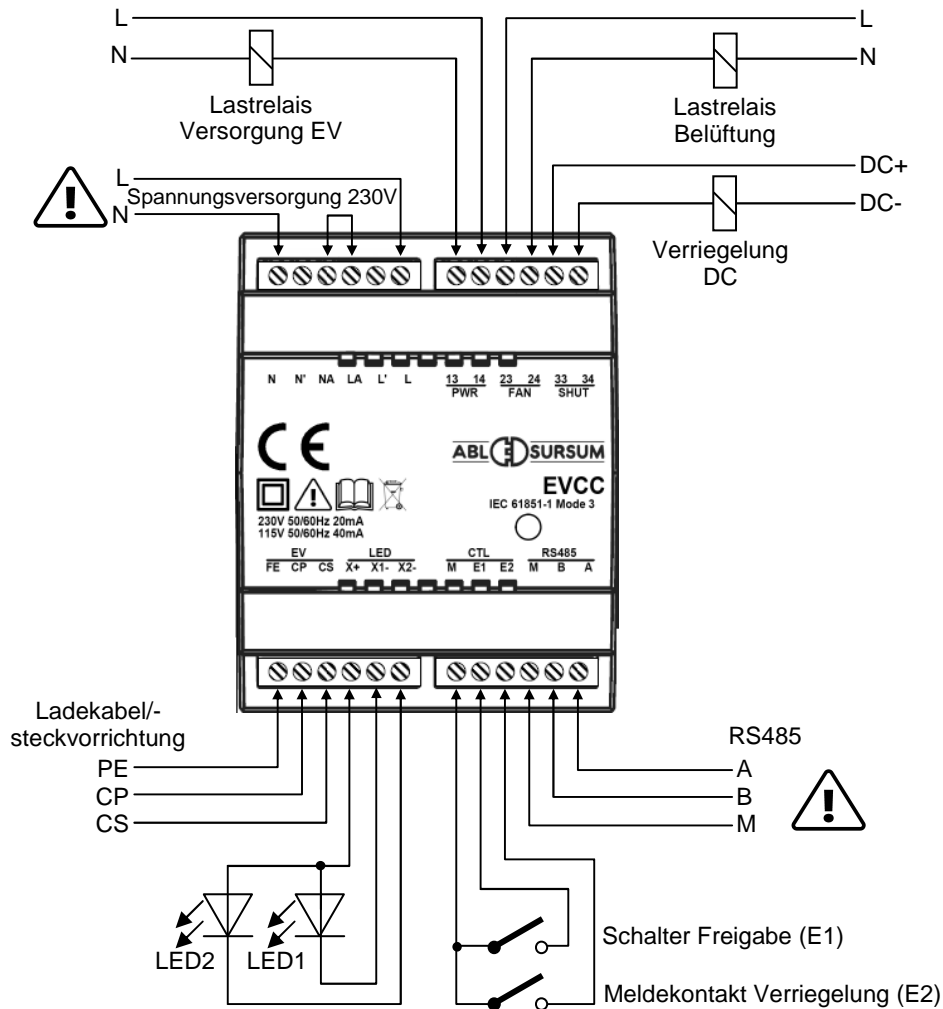 L
L
N
N
Lastrelais
Versorgung EV
Lastrelais
Belüftung
DC+
L
Spannungsversorgung 230V
N
DC-
Verriegelung
DC
N N' NA LA L' L 13 14 23 24 33 34
PWR FAN SHUT
CE
ABL SURSUM
EVCC
IEC 61851-1 Mode 3
230V 50/60Hz 20mA
115V 50/60Hz 40mA
EV LED CTL RS485
FE CP CS X+ X1- X2- M E1 E2 M B A
Ladekabel/-
steckvorrichtung
RS485
PE
A
CP
B
CS
M
LED2
LED1
Schalter Freigabe (E1)
Meldekontakt Verriegelung (E2)